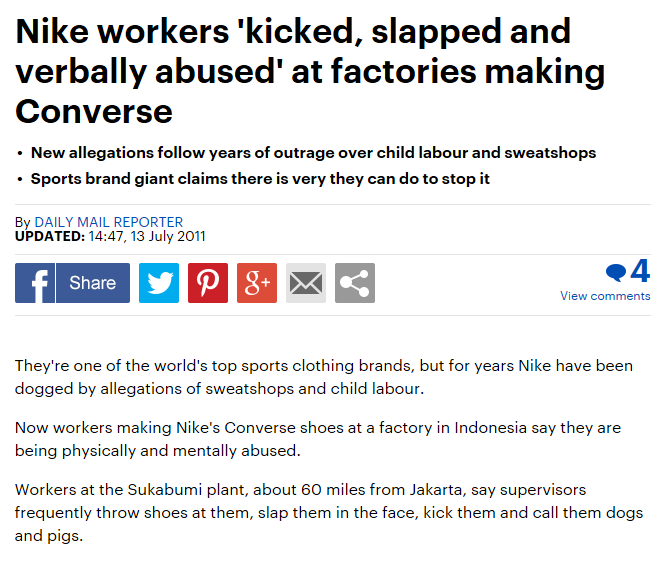 Nike workers 'kicked, slapped and
verbally abused' at factories making
Converse
• New allegations follow years of outrage over child labour and sweatshops
• Sports brand giant claims there is very they can do to stop it
By DAILY MAIL REPORTER
UPDATED: 14:47, 13 July 2011
f Share
g+
4
View comments
They're one of the world's top sports clothing brands, but for years Nike have been
dogged by allegations of sweatshops and child labour.
Now workers making Nike's Converse shoes at a factory in Indonesia say they are
being physically and mentally abused.
Workers at the Sukabumi plant, about 60 miles from Jakarta, say supervisors
frequently throw shoes at them, slap them in the face, kick them and call them dogs
and pigs.